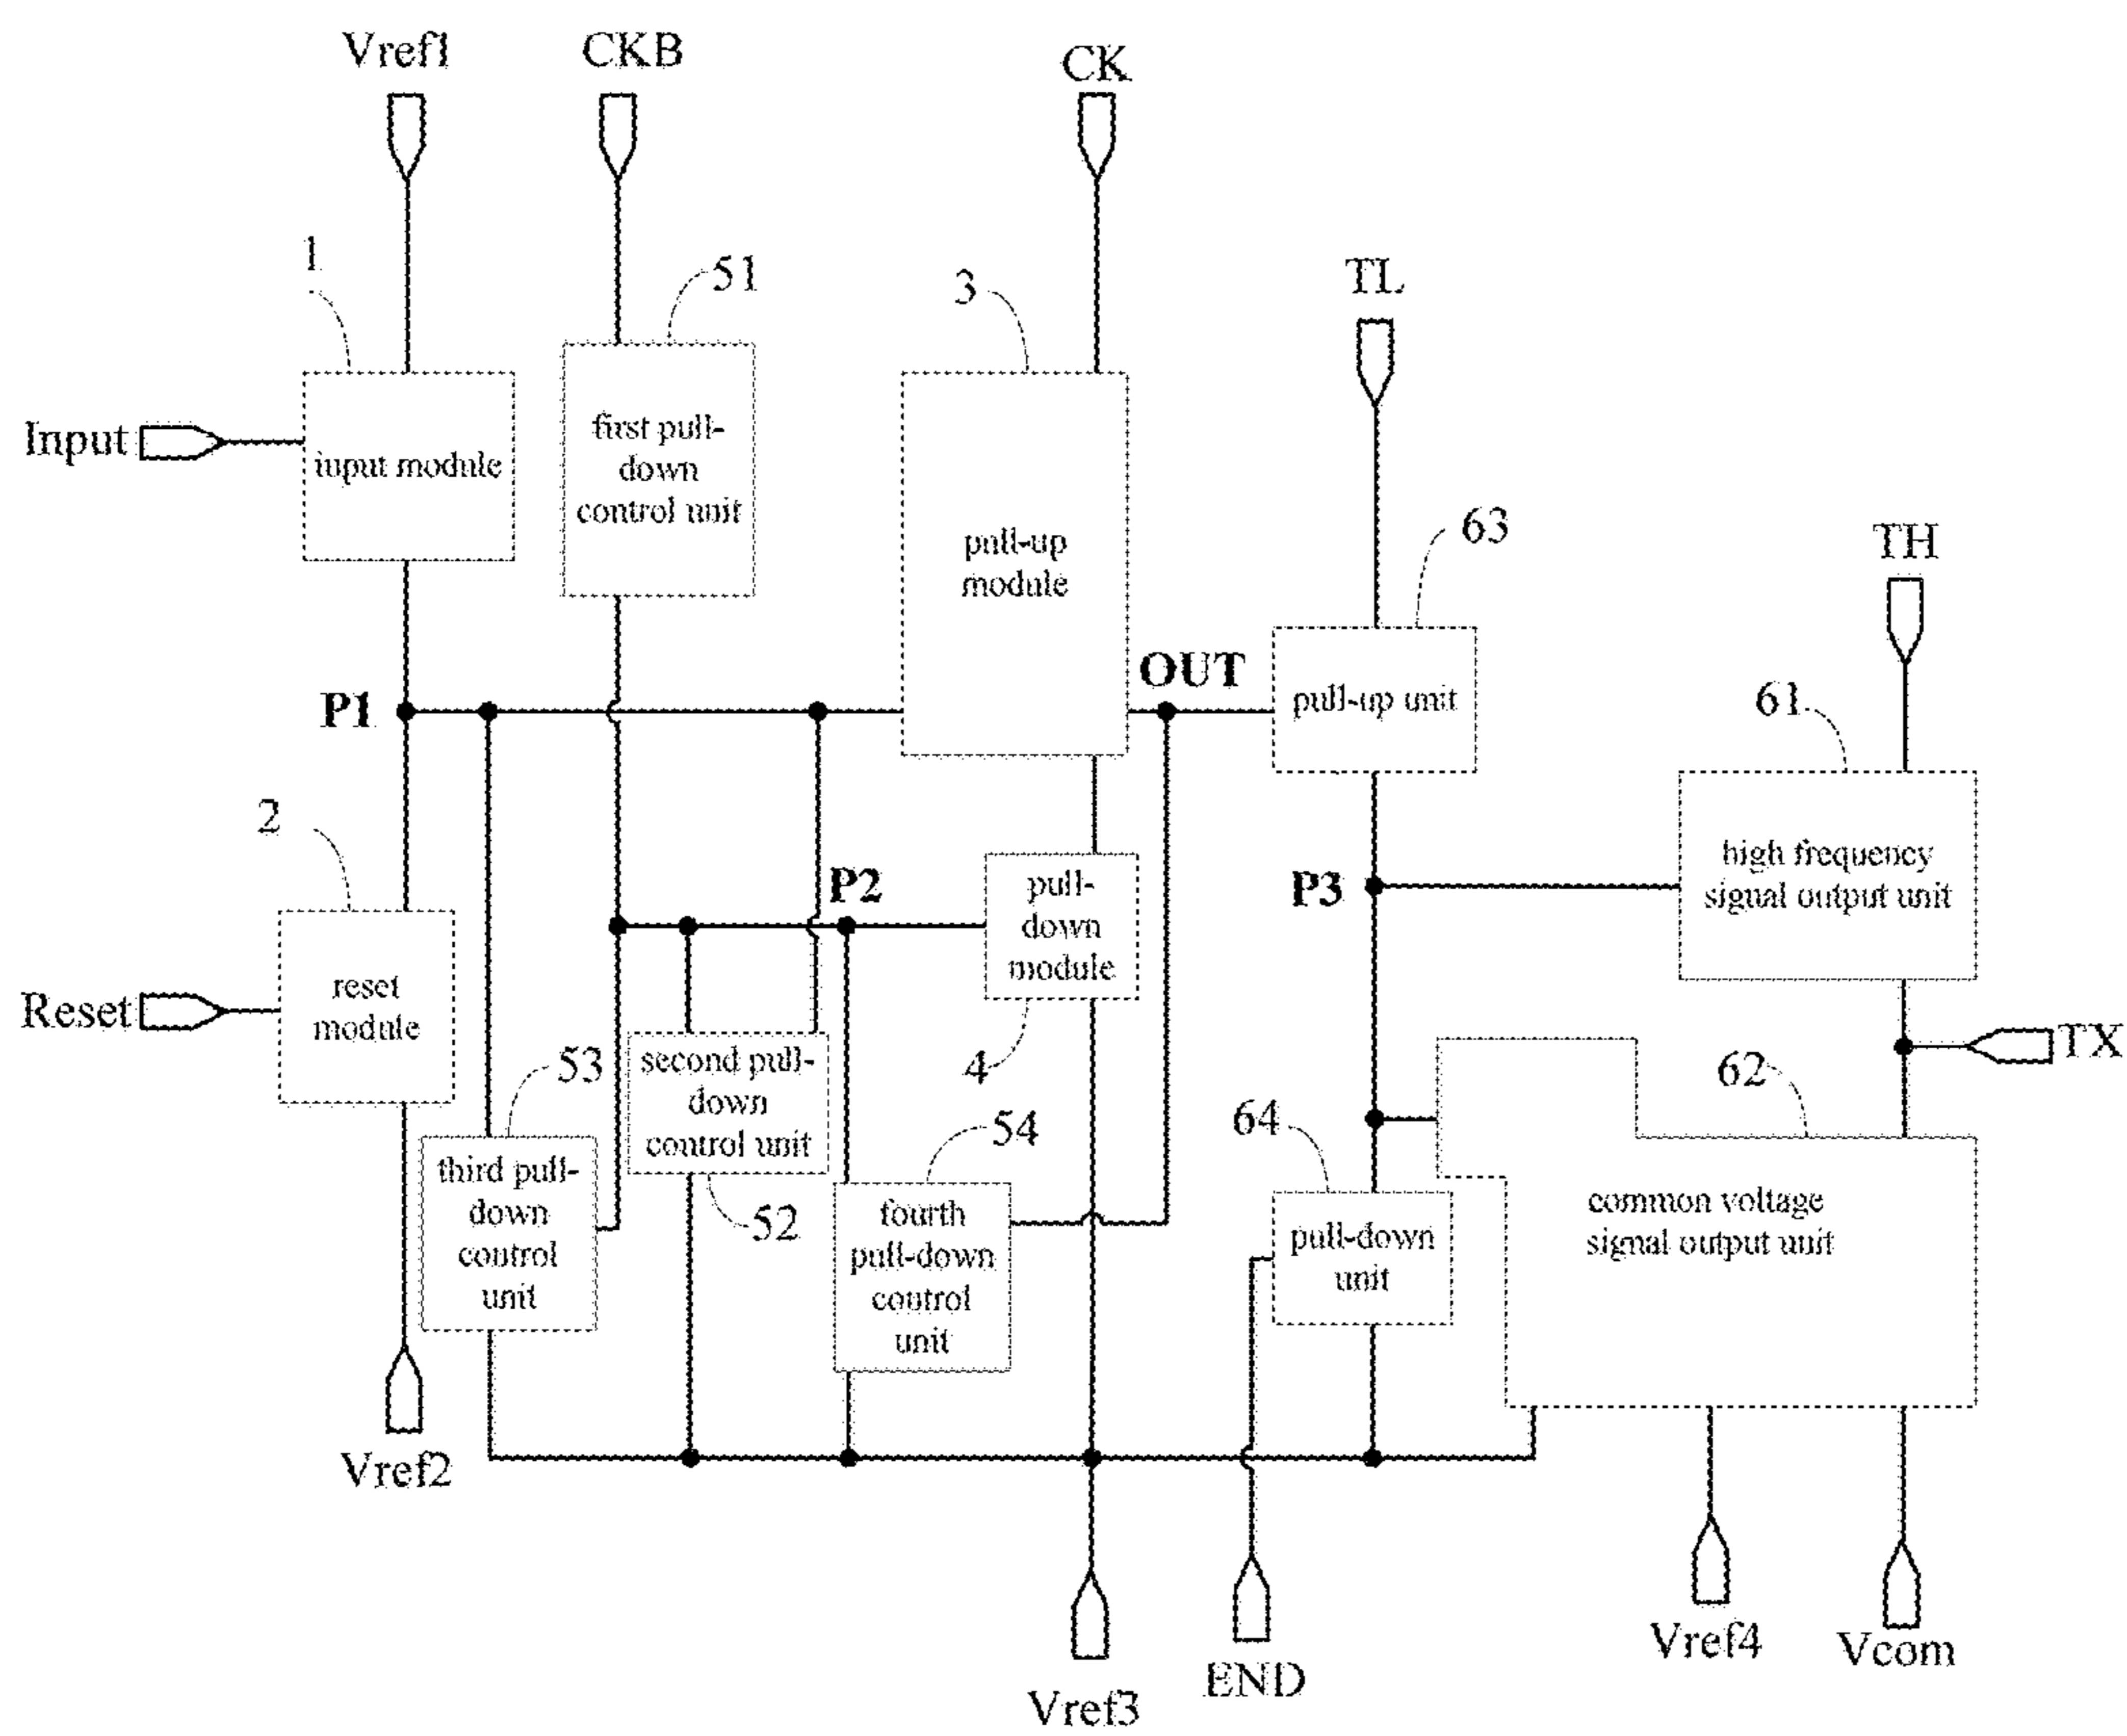 Vref1
CKB
CK
1
51
3
TL
first pull-
down
control unit
Input
input module
63
TH
pull-up
module
OUT
61
P1
pull-up unit
2
high frequency
signal output unit
P2
pull-
down
module
P3
reset
module
Reset
TX
53
second pull-
down
control unit
4
62
54
64
third pull-
down
control
unit
52
fourth
pull-down
control
unit
common voltage
signal output unit
pull-down
unit
Vref2
Vref4
Vcom
END
Vref3